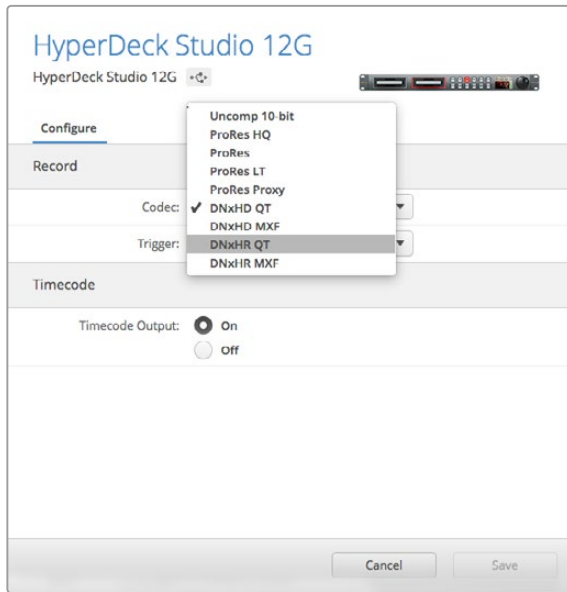 HyperDeck Studio 12G
HyperDeck Studio 12G
Configure
Record
Codec:
Uncomp 10-bit
ProRes HQ
ProRes
ProRes LT
ProRes Proxy
✔ DNxHD QT
DNxHD MXF
DNxHR QT
DNxHR MXF
Trigger:
Timecode
Timecode Output:
On
Off
Cancel
Save